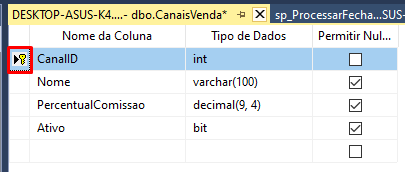 DESKTOP-ASUS-K4....- dbo.CanaisVenda* sp_ProcessarFecha...SUS-
Nome da Coluna Tipo de Dados Permitir Nul...
CanalID int
Nome varchar(100)
PercentualComissao decimal(9, 4)
Ativo bit